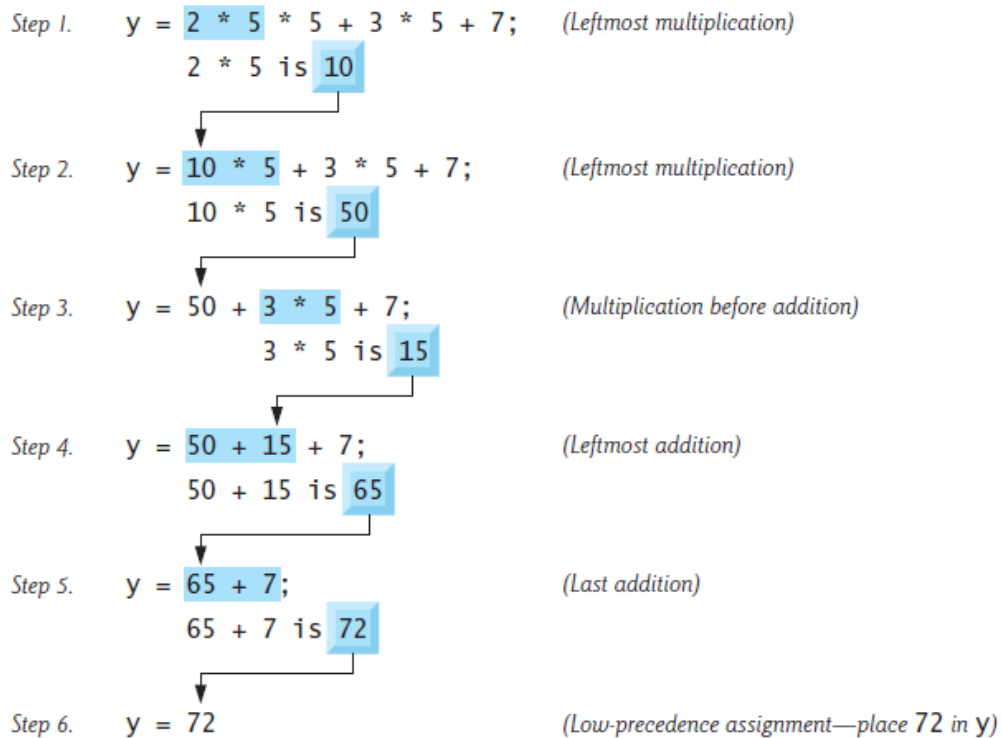 Step 1. y = 2 * 5 * 5 + 3 * 5 + 7; (Leftmost multiplication)
2 * 5 is 10
Step 2. y = 10 * 5 + 3 * 5 + 7; (Leftmost multiplication)
10 * 5 is 50
Step 3. y = 50 + 3 * 5 + 7; (Multiplication before addition)
3 * 5 is 15
Step 4. y = 50 + 15 + 7; (Leftmost addition)
50 + 15 is 65
Step 5. y = 65 + 7; (Last addition)
65 + 7 is 72
Step 6. y = 72 (Low-precedence assignment—place 72 in y)